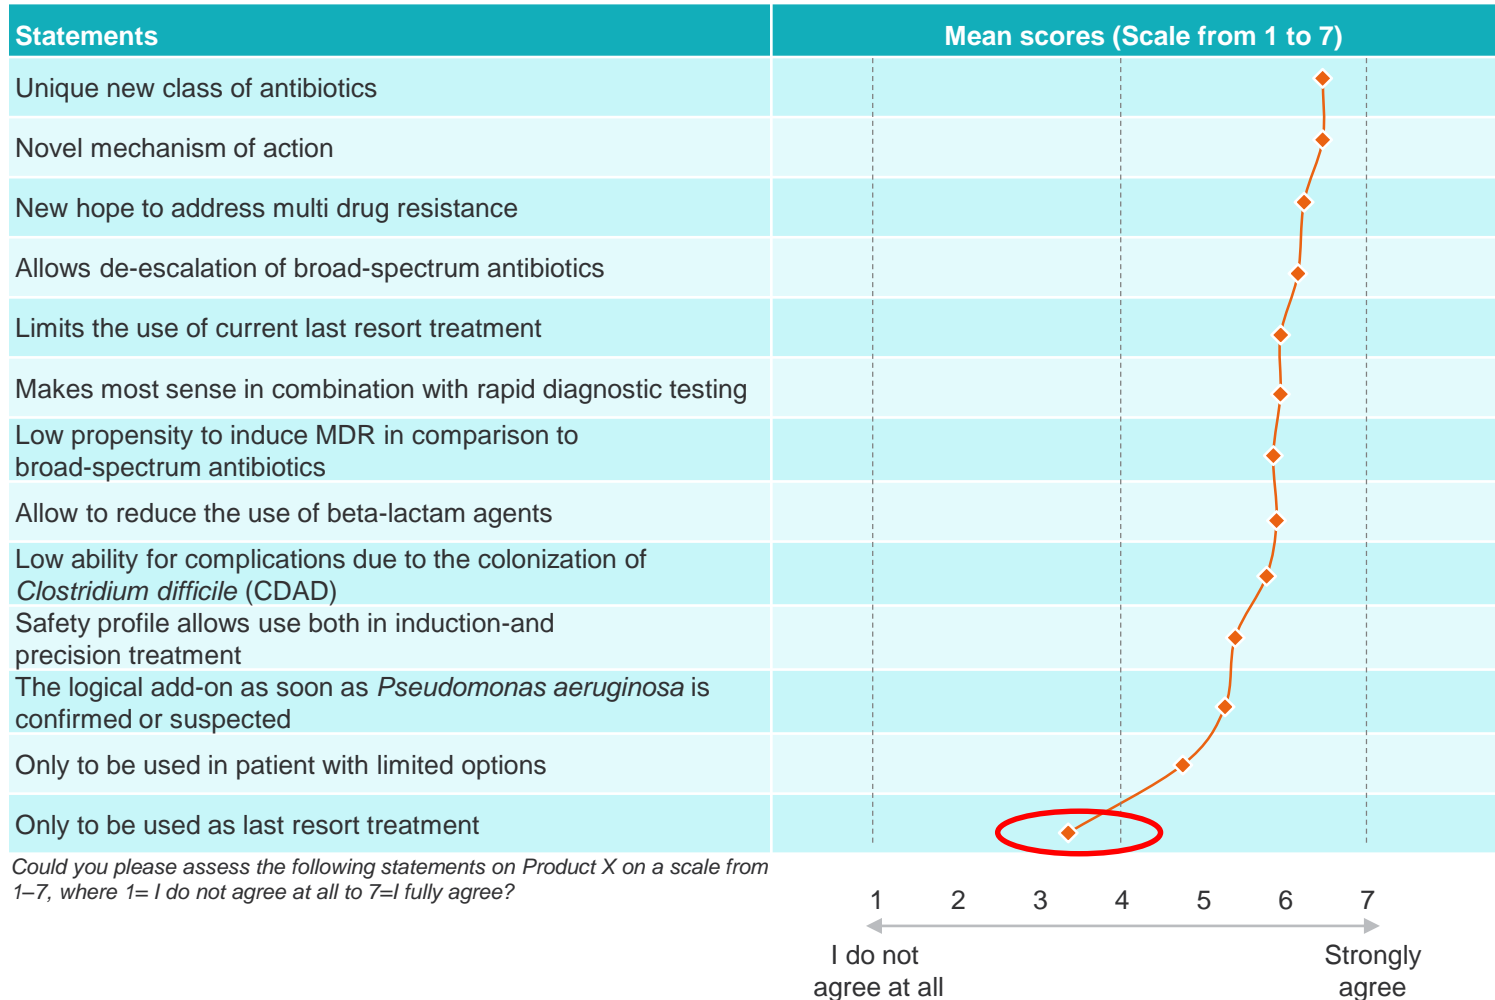 Statements
Mean scores (Scale from 1 to 7)
Unique new class of antibiotics
Novel mechanism of action
New hope to address multi drug resistance
Allows de-escalation of broad-spectrum antibiotics
Limits the use of current last resort treatment
Makes most sense in combination with rapid diagnostic testing
Low propensity to induce MDR in comparison to
broad-spectrum antibiotics
Allow to reduce the use of beta-lactam agents
Low ability for complications due to the colonization of
Clostridium difficile (CDAD)
Safety profile allows use both in induction-and
precision treatment
The logical add-on as soon as Pseudomonas aeruginosa is
confirmed or suspected
Only to be used in patient with limited options
Only to be used as last resort treatment
Could you please assess the following statements on Product X on a scale from
1–7, where 1= I do not agree at all to 7=I fully agree?
1 2 3 4 5 6 7
I do not
agree at all
Strongly
agree